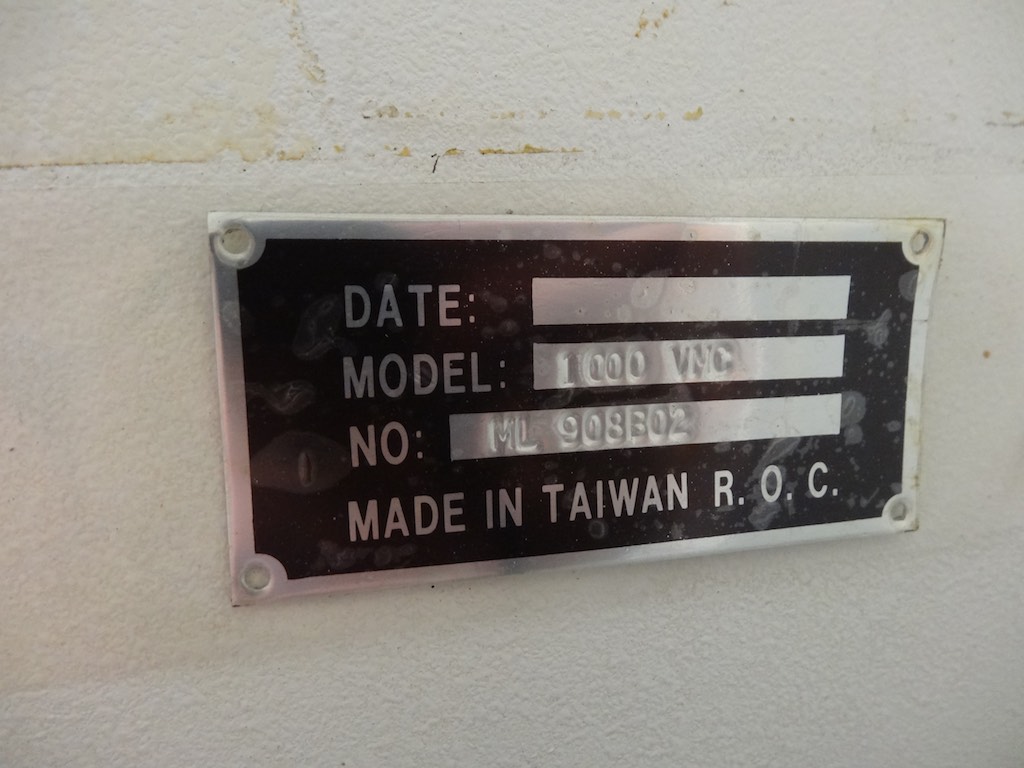 DATE:
MODEL: 1000 VMC
NO: ML 908B02
MADE IN TAIWAN R. O. C.